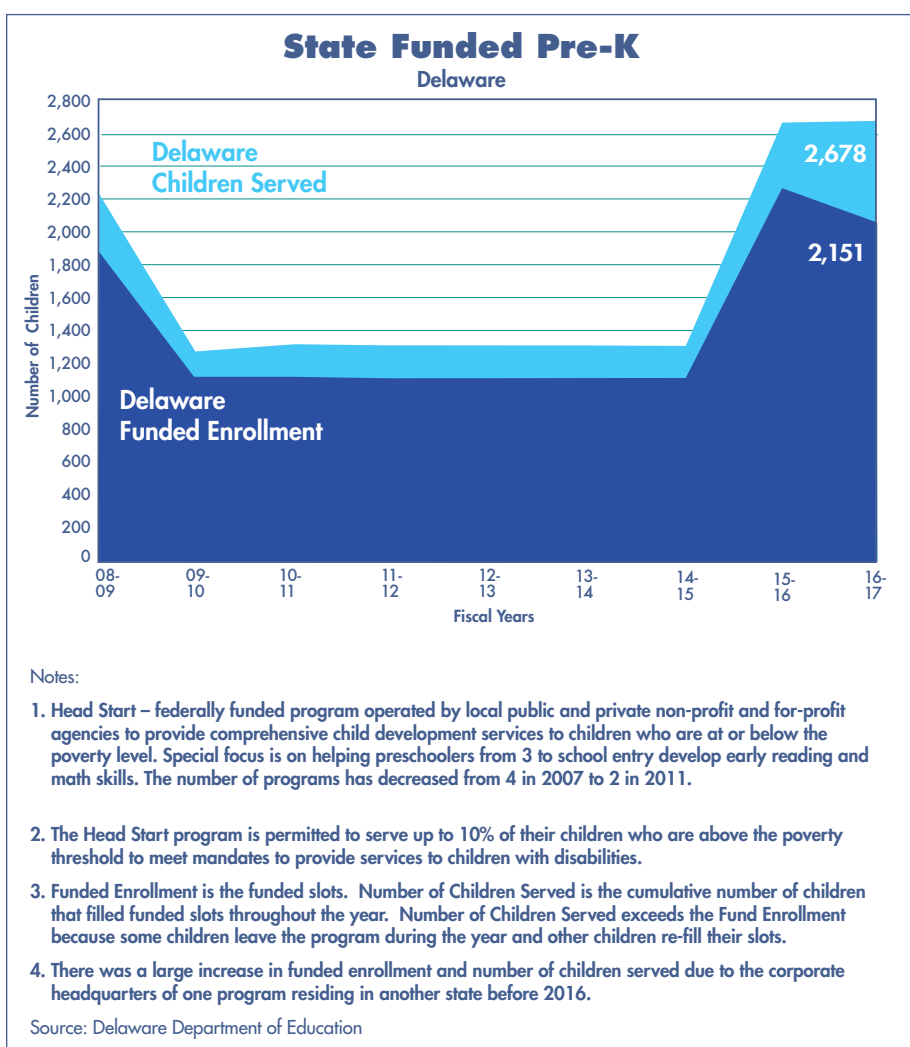 State Funded Pre-K
Delaware
2,800
2,600
2,400
2,200
2,000
1,800
1,600
1,400
1,200
1,000
800
600
400
200
0
Number of Children
Delaware
Children Served
2,678
2,151
Delaware
Funded Enrollment
08-
09
09-
10
10-
11
11-
12
12-
13
13-
14
14-
15
15-
16
16-
17
Fiscal Years
Notes:
1. Head Start – federally funded program operated by local public and private non-profit and for-profit
agencies to provide comprehensive child development services to children who are at or below the
poverty level. Special focus is on helping preschoolers from 3 to school entry develop early reading and
math skills. The number of programs has decreased from 4 in 2007 to 2 in 2011.
2. The Head Start program is permitted to serve up to 10% of their children who are above the poverty
threshold to meet mandates to provide services to children with disabilities.
3. Funded Enrollment is the funded slots. Number of Children Served is the cumulative number of children
that filled funded slots throughout the year. Number of Children Served exceeds the Fund Enrollment
because some children leave the program during the year and other children re-fill their slots.
4. There was a large increase in funded enrollment and number of children served due to the corporate
headquarters of one program residing in another state before 2016.
Source: Delaware Department of Education